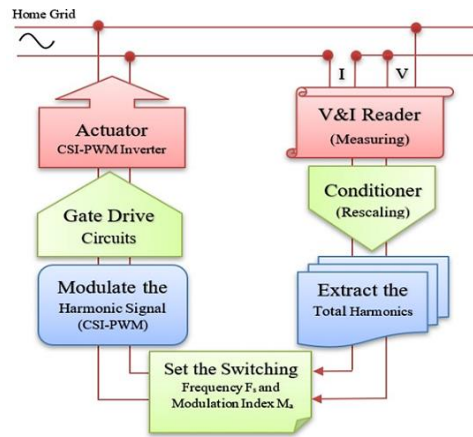 Home Grid
I
V
Actuator
CSI-PWM Inverter
V&I Reader
(Measuring)
Gate Drive
Circuits
Conditioner
(Rescaling)
Modulate the
Harmonic Signal
(CSI-PWM)
Extract the
Total Harmonics
Set the Switching
Frequency Fs and
Modulation Index Ma